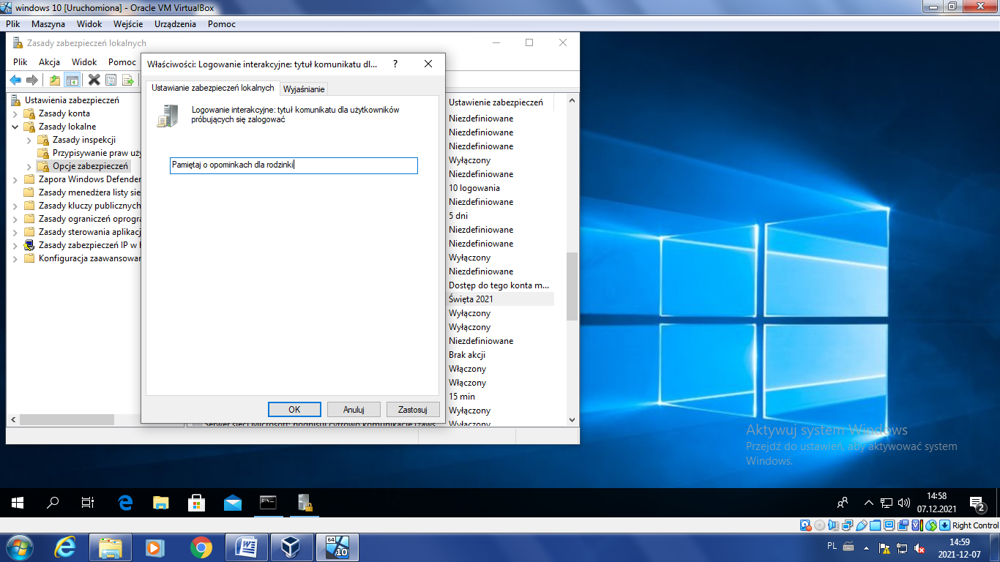 windows 10 [Uruchomiona] - Oracle VM VirtualBox
Plik Maszyna Widok Wejście Urządzenia Pomoc
Zasady zabezpieczeń lokalnych
Plik Akcja Widok Pomoc
Ustawienia zabezpieczeń
Zasady konta
Zasady lokalne
Zasady inspekcji
Przypisywanie praw uży
Opcje zabezpieczeń
Zapora Windows Defender
Zasady menedżera listy sie
Zasady kluczy publicznych
Zasady ograniczeń oprogra
Zasady sterowania aplikacj
Zasady zabezpieczeń IP w
Konfiguracja zaawansowar
Właściwości: Logowanie interakcyjne: tytuł komunikatu dl...
?
Ustawianie zabezpieczeń lokalnych
Wyjaśnianie
Logowanie interakcyjne: tytuł komunikatu dla użytkowników
próbujących się zalogować
Pamiętaj o opominkach dla rodzinki
OK
Anuluj
Zastosuj
Ustawienie zabezpieczeń
Niezdefiniowane
Niezdefiniowane
Niezdefiniowane
Wyłączony
Niezdefiniowane
10 logowania
Niezdefiniowane
5 dni
Niezdefiniowane
Niezdefiniowane
Wyłączony
Niezdefiniowane
Dostęp do tego konta m...
Święta 2021
Wyłączony
Wyłączony
Niezdefiniowane
Brak akcji
Włączony
Włączony
15 min
Wyłączony
Wyłączony
Serwer sieci Microsoft: podpisuj cyfrowo komunikację (zaws
Aktywuj system Windows
Przejdź do ustawień, aby aktywować system
Windows.
14:58
07.12.2021
2
Right Control
64
10
PL
14:59
2021-12-07